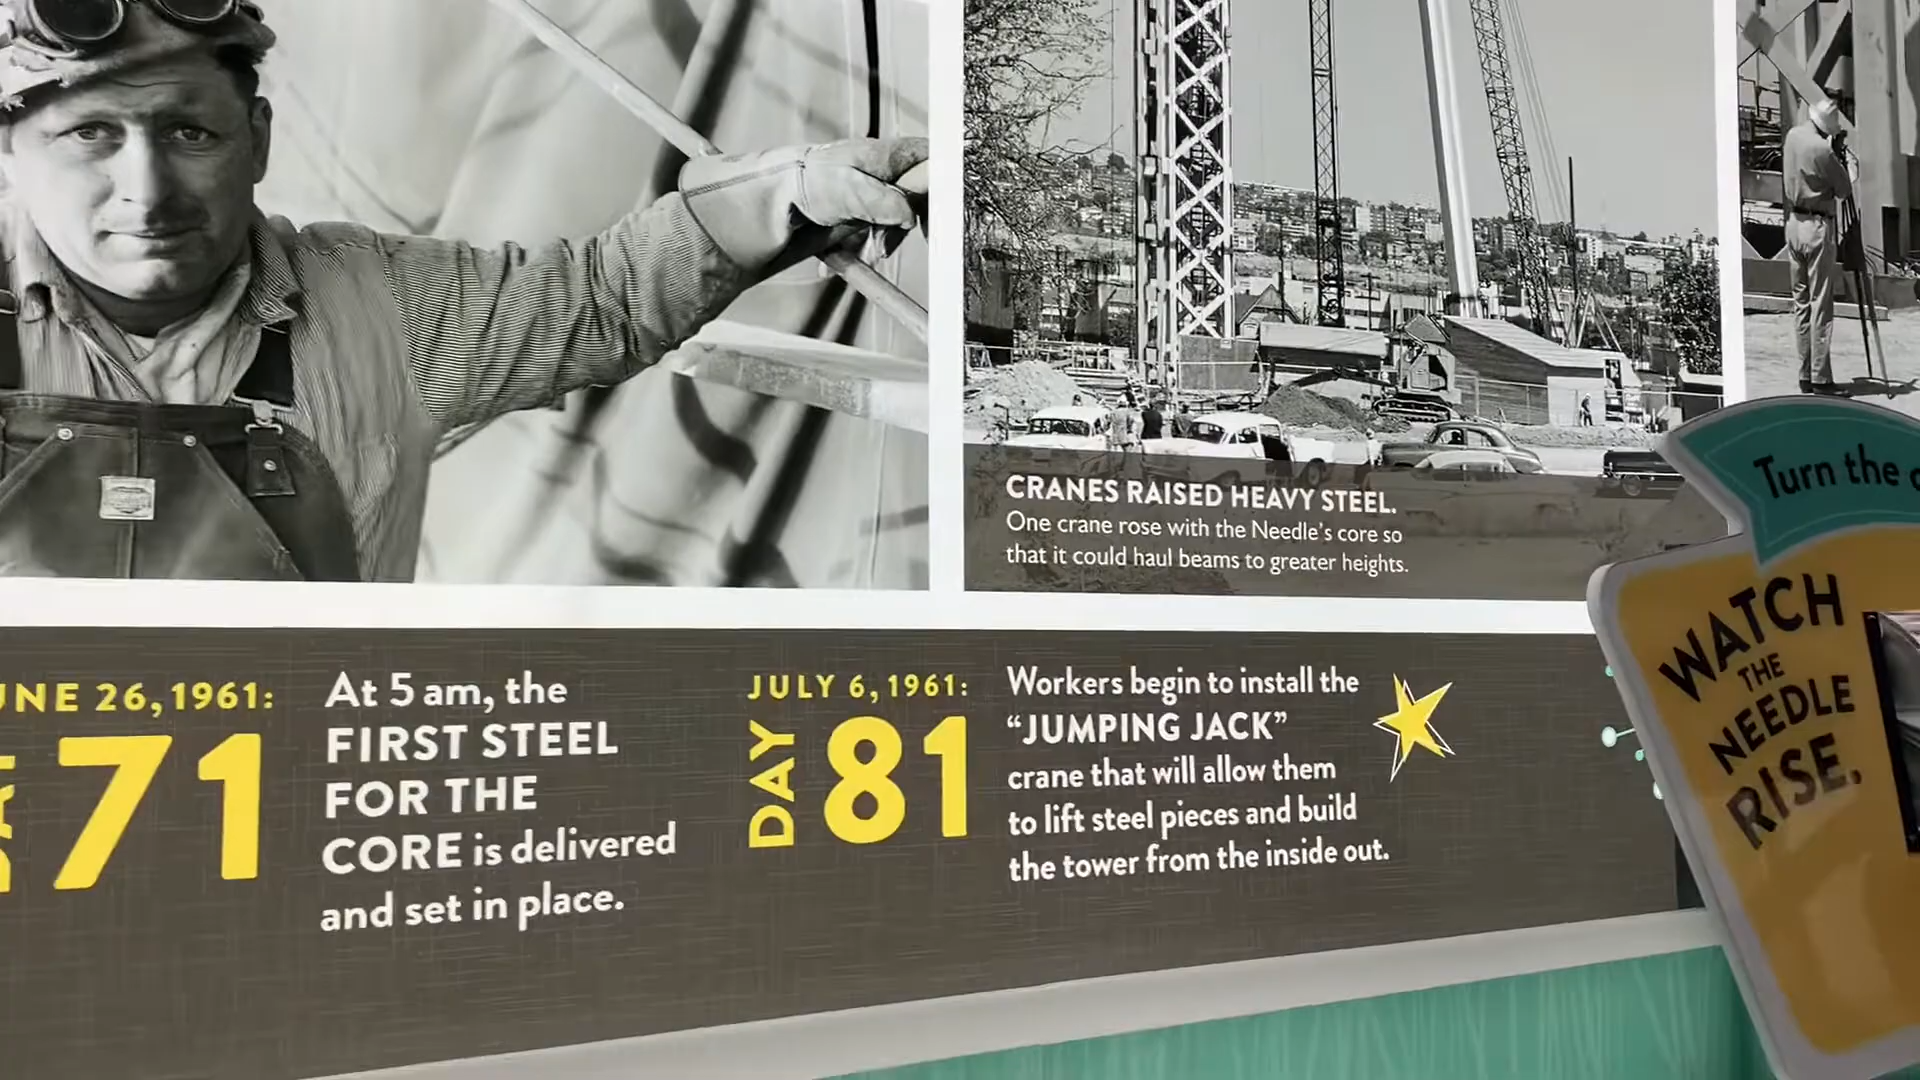 CRANES RAISED HEAVY STEEL.
One crane rose with the Needle's core so
that it could haul beams to greater heights.
Turn the
WATCH
THE
NEEDLE
RISE.
UNE 26, 1961:
71
At 5 am, the
FIRST STEEL
FOR THE
CORE is delivered
and set in place.
JULY 6, 1961:
DAY 81
Workers begin to install the
“JUMPING JACK”
crane that will allow them
to lift steel pieces and build
the tower from the inside out.